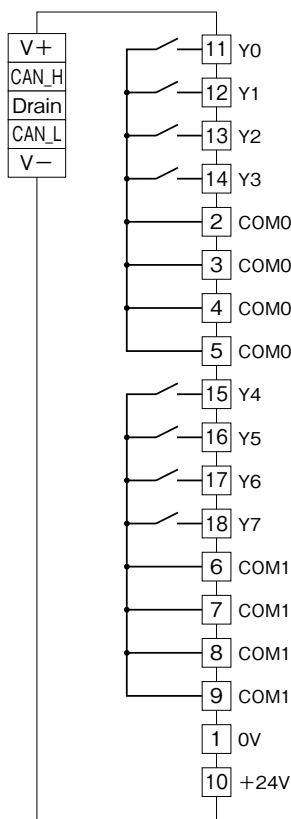 V+
CAN_H
Drain
CAN_L
V−
11 Y0
12 Y1
13 Y2
14 Y3
2 COM0
3 COM0
4 COM0
5 COM0
15 Y4
16 Y5
17 Y6
18 Y7
6 COM1
7 COM1
8 COM1
9 COM1
1 0V
10 +24V